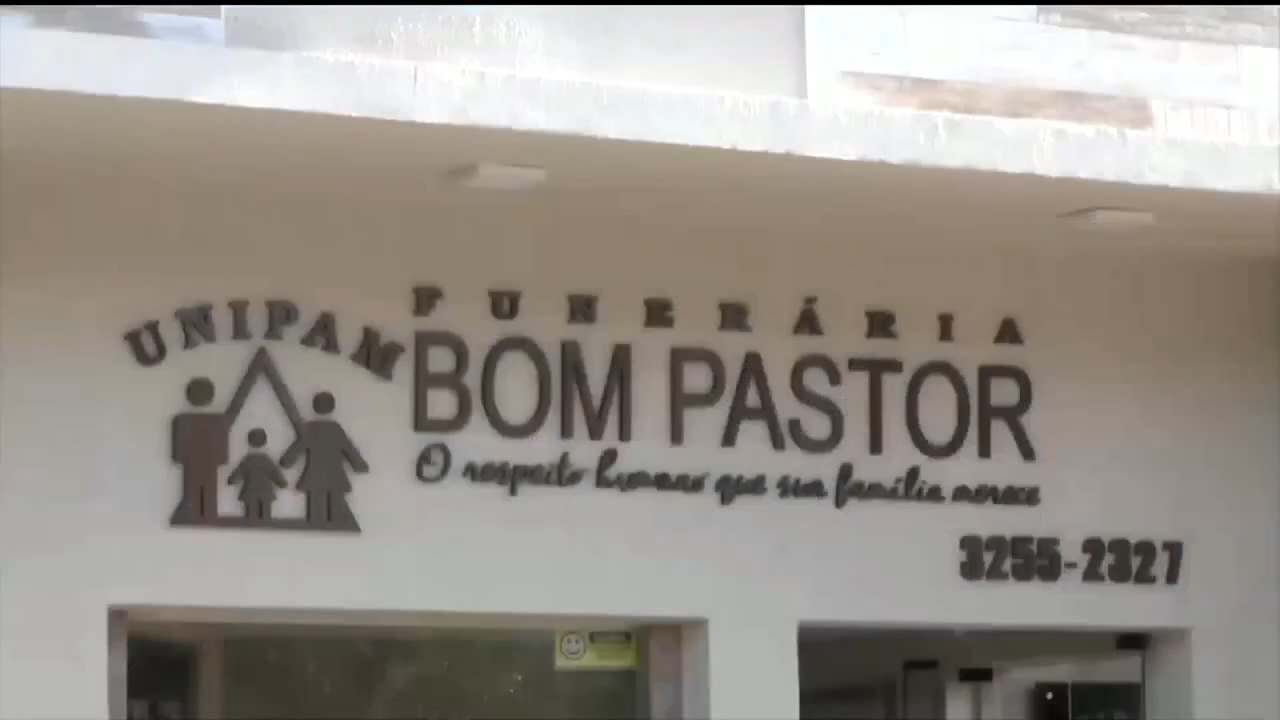 UNIPAM
FUNERÁRIA
BOM PASTOR
O respeito humano que sua família merece
3255-2327